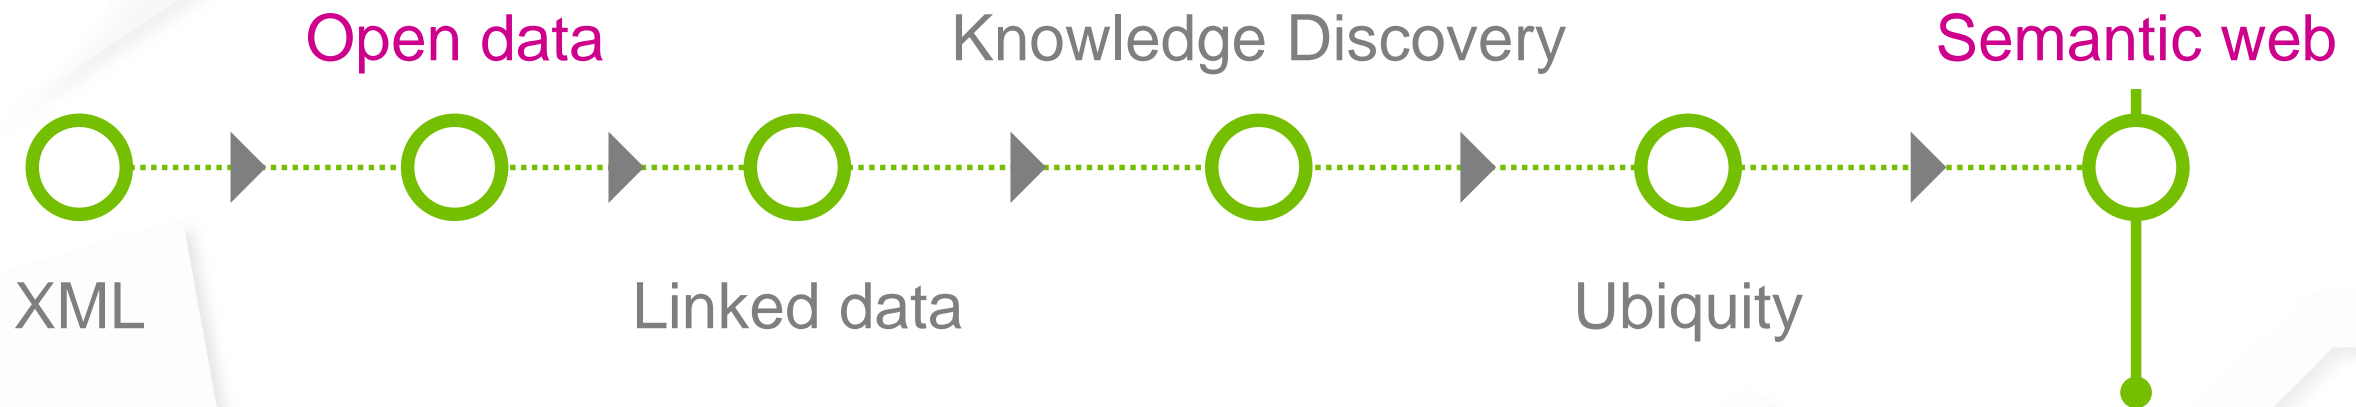 Open data
Knowledge Discovery
Semantic web
XML
Linked data
Ubiquity